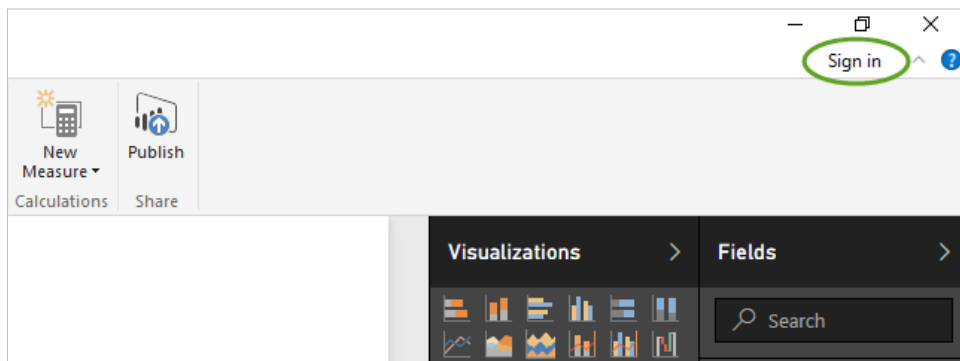 Sign in
?
New
Measure
Publish
Calculations
Share
Visualizations
Fields
Search